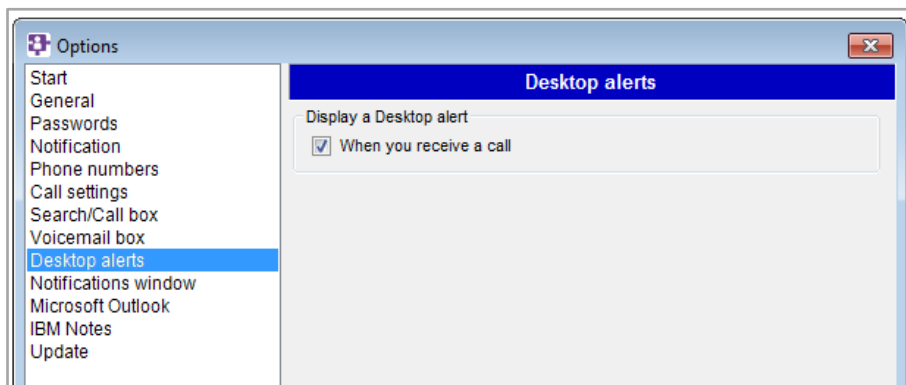 Options
Start
General
Passwords
Notification
Phone numbers
Call settings
Search/Call box
Voicemail box
Desktop alerts
Notifications window
Microsoft Outlook
IBM Notes
Update
Desktop alerts
Display a Desktop alert
When you receive a call